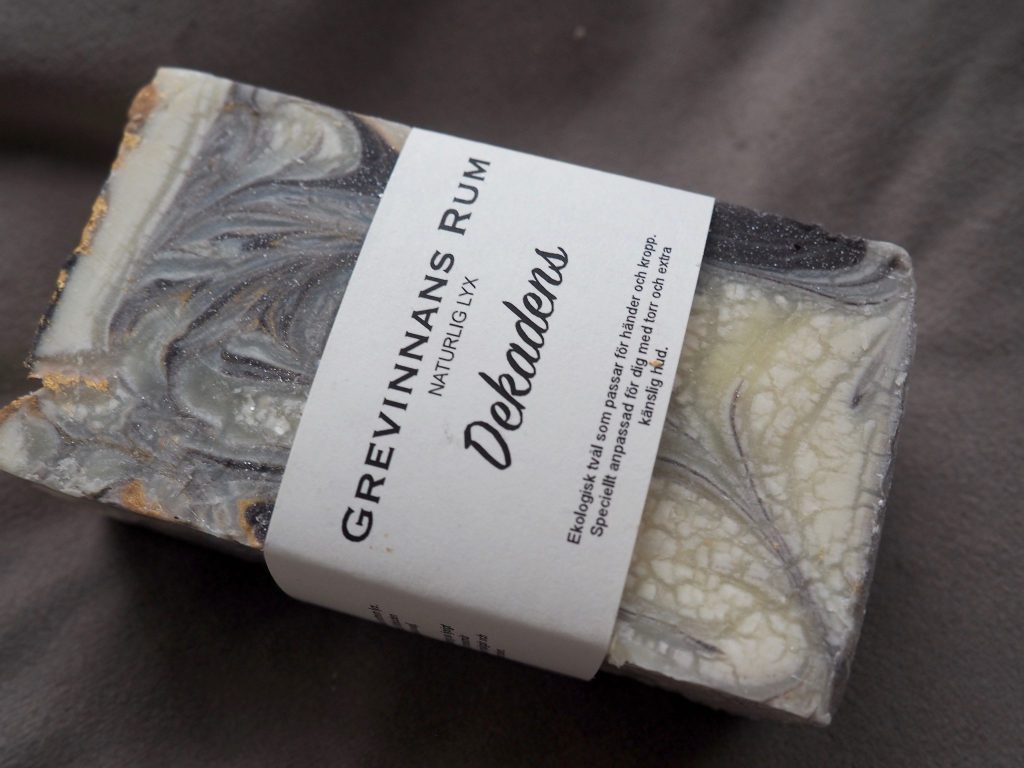 GREVINNANS RUM
NATURLIG LYX
Dekadens
Ekologisk tvål som passar för händer och kropp.
Speciellt anpassad för dig med torr och extra
känslig hud.